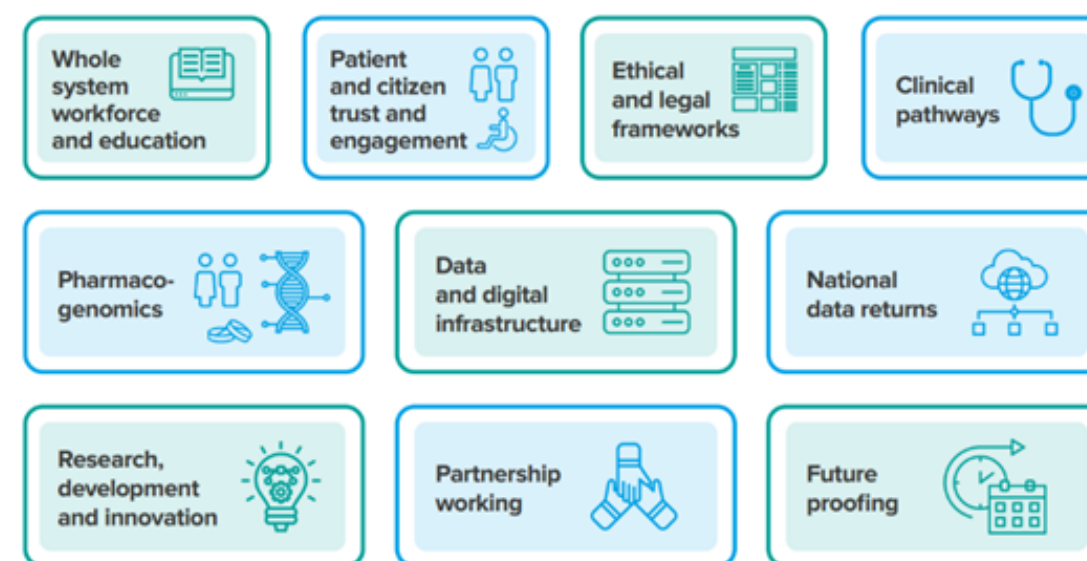 Whole
system
workforce
and education
Patient
and citizen
trust and
engagement
Ethical
and legal
frameworks
Clinical
pathways
Pharmaco-
genomics
Data
and digital
infrastructure
National
data returns
Research,
development
and innovation
Partnership
working
Future
proofing